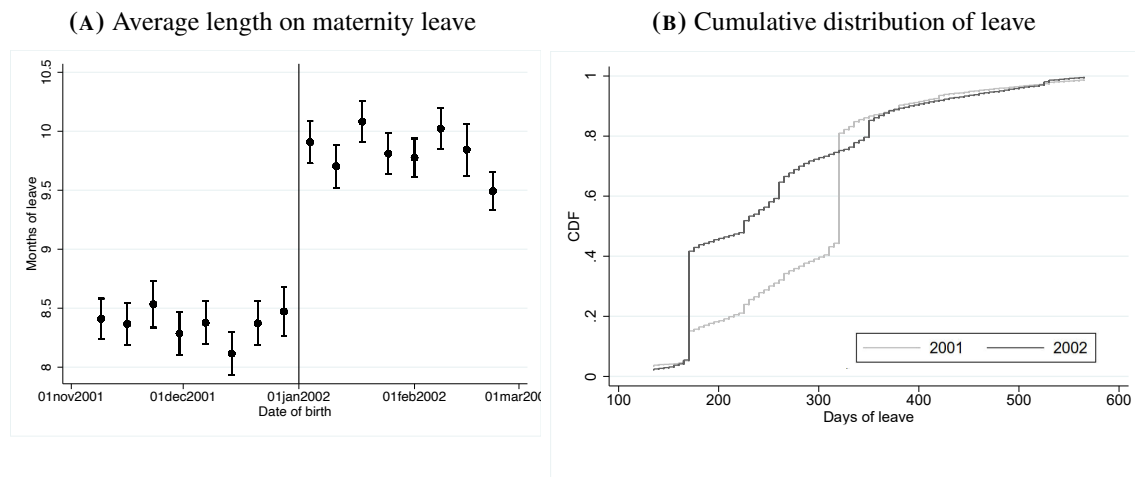 (A) Average length on maternity leave
Months of leave
10.5
10
9.5
9
8.5
8
01nov2001 01dec2001 01jan2002 01feb2002 01mar200
Date of birth
(B) Cumulative distribution of leave
CDF
1
.8
.6
.4
.2
0
2001 2002
100 200 300 400 500 600
Days of leave